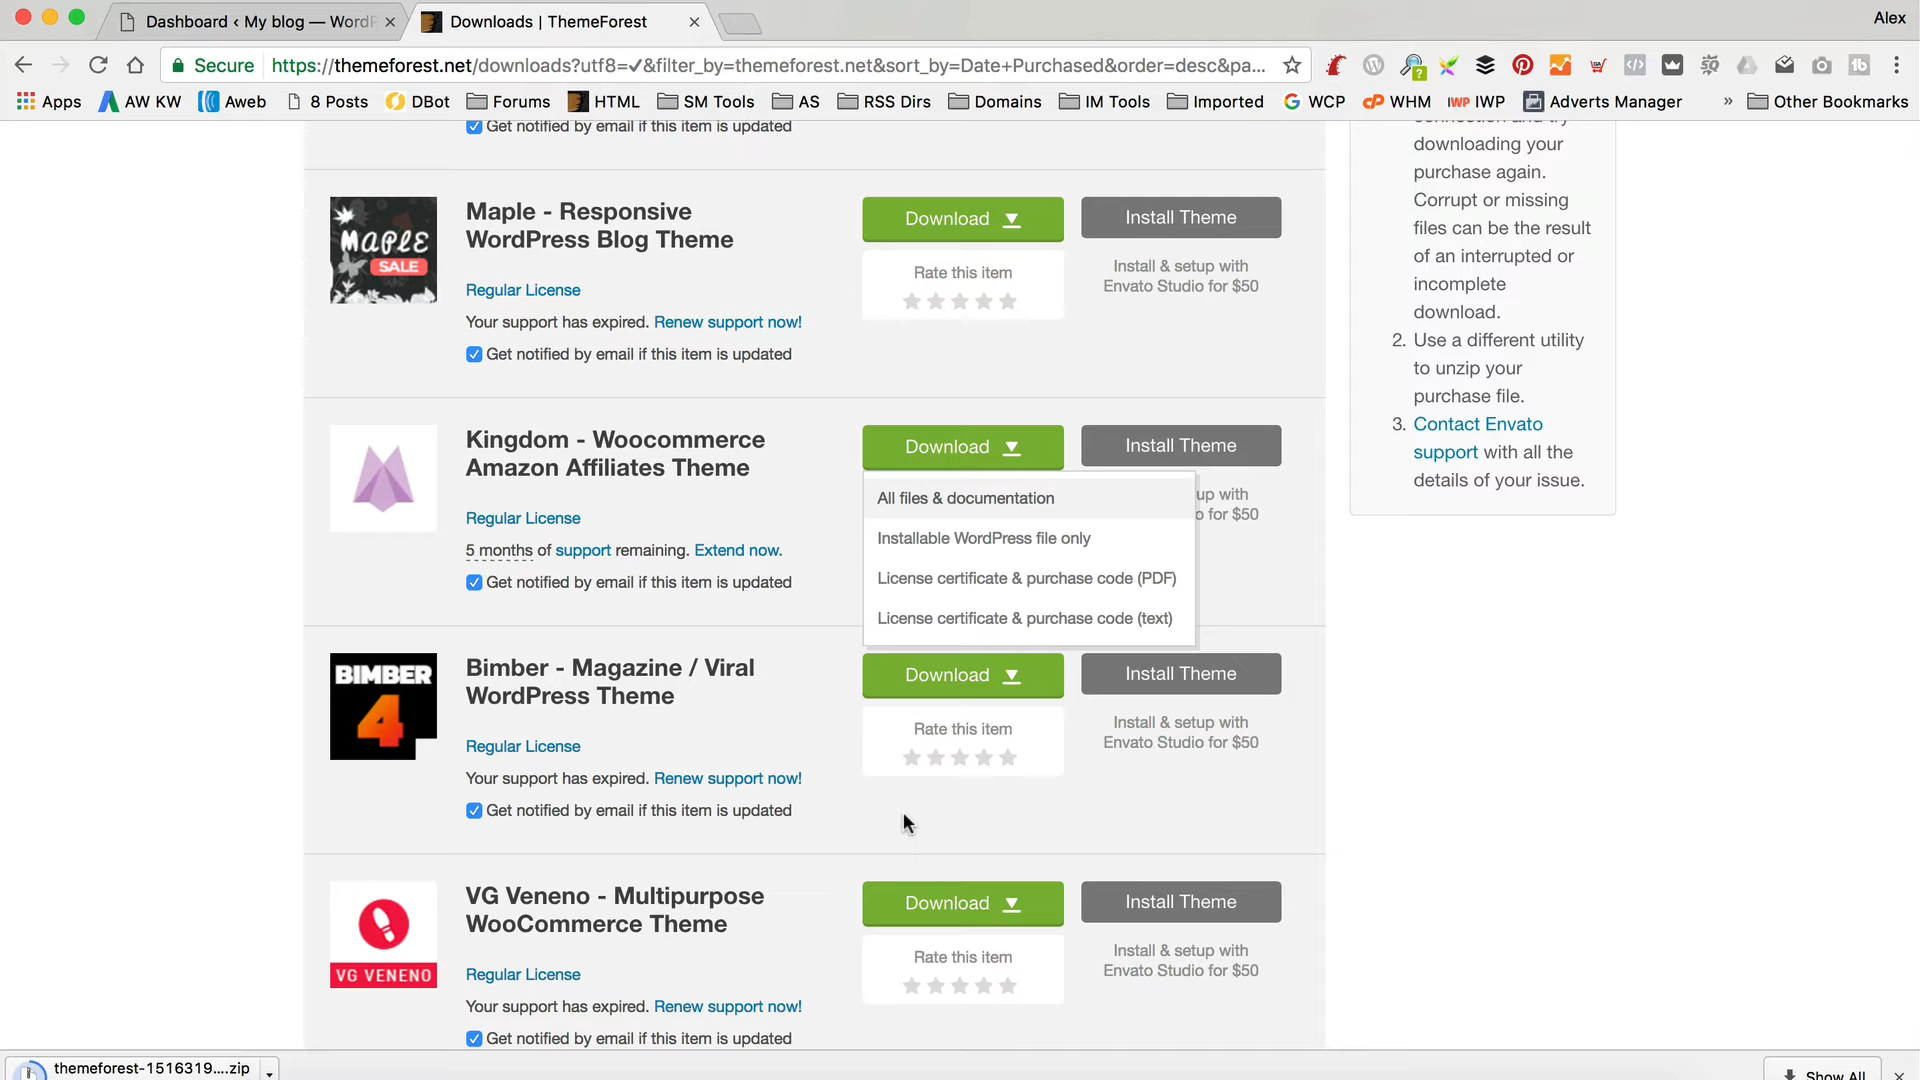 Dashboard ‹ My blog — WordP
Downloads | ThemeForest
Alex
Secure
https://themeforest.net/downloads?utf8=✓&filter_by=themeforest.net&sort_by=Date+Purchased&order=desc&pa...
Apps
AW KW
Aweb
8 Posts
DBot
Forums
HTML
SM Tools
AS
RSS Dirs
Domains
IM Tools
Imported
WCP
WHM
IWP
IWP
Adverts Manager
»
Other Bookmarks
Get notified by email if this item is updated
MAPLE
SALE
Maple - Responsive
WordPress Blog Theme
Regular License
Your support has expired. Renew support now!
Get notified by email if this item is updated
Download
Rate this item
Install Theme
Install & setup with
Envato Studio for $50
Kingdom - Woocommerce
Amazon Affiliates Theme
Regular License
5 months of support remaining. Extend now.
Get notified by email if this item is updated
Download
Install Theme
up with
o for $50
All files & documentation
Installable WordPress file only
License certificate & purchase code (PDF)
License certificate & purchase code (text)
BIMBER
4
Bimber - Magazine / Viral
WordPress Theme
Regular License
Your support has expired. Renew support now!
Get notified by email if this item is updated
Download
Rate this item
Install Theme
Install & setup with
Envato Studio for $50
VG VENENO
VG Veneno - Multipurpose
WooCommerce Theme
Regular License
Your support has expired. Renew support now!
Get notified by email if this item is updated
Download
Rate this item
Install Theme
Install & setup with
Envato Studio for $50
connection and try
downloading your
purchase again.
Corrupt or missing
files can be the result
of an interrupted or
incomplete
download.
2. Use a different utility
to unzip your
purchase file.
3. Contact Envato
support with all the
details of your issue.
themeforest-1516319....zip
Show All